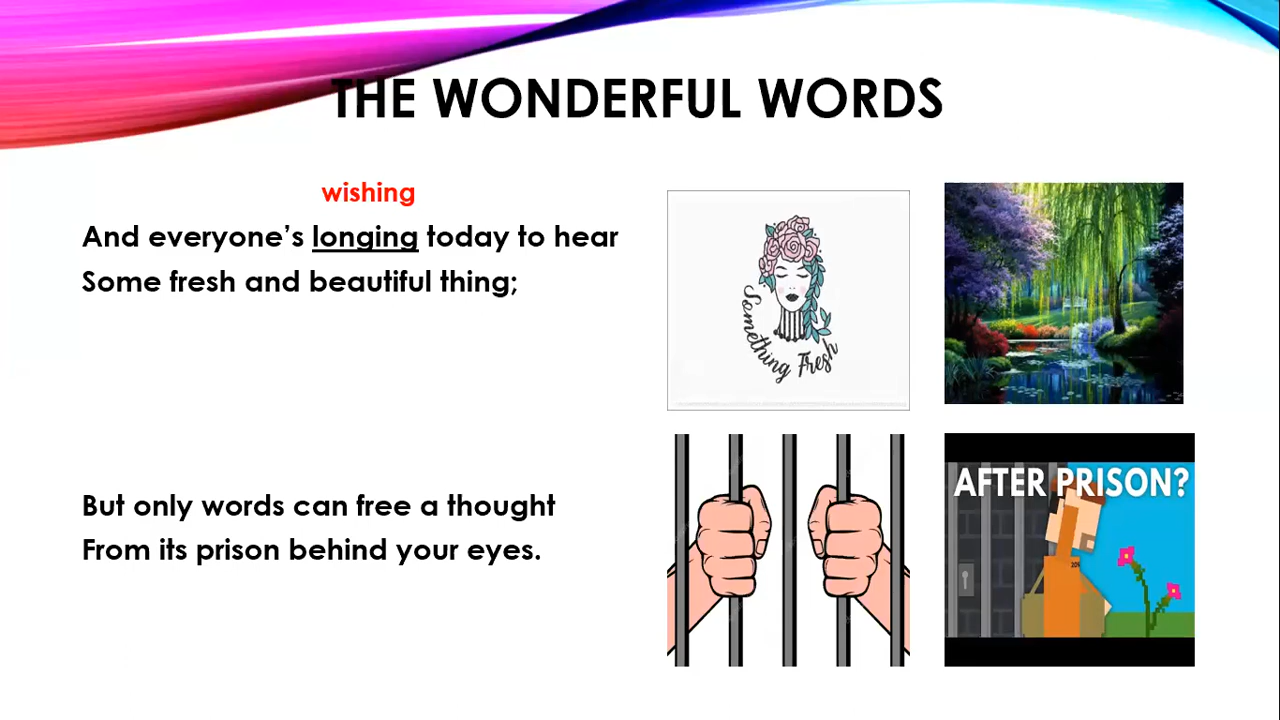 THE WONDERFUL WORDS
wishing
And everyone’s longing today to hear
Some fresh and beautiful thing;
Something Fresh
But only words can free a thought
From its prison behind your eyes.
AFTER PRISON?